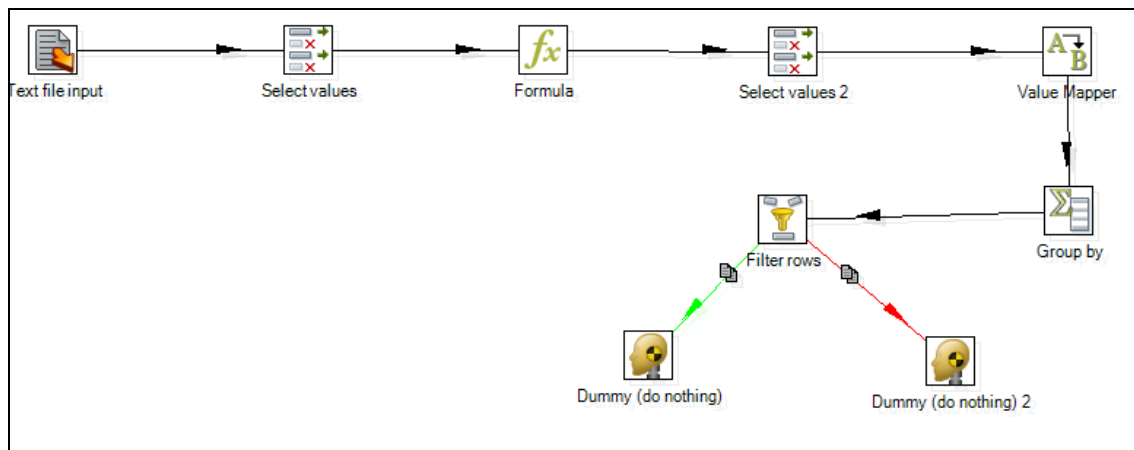 Text file input
Select values
Formula
Select values 2
Value Mapper
Group by
Filter rows
Dummy (do nothing)
Dummy (do nothing) 2